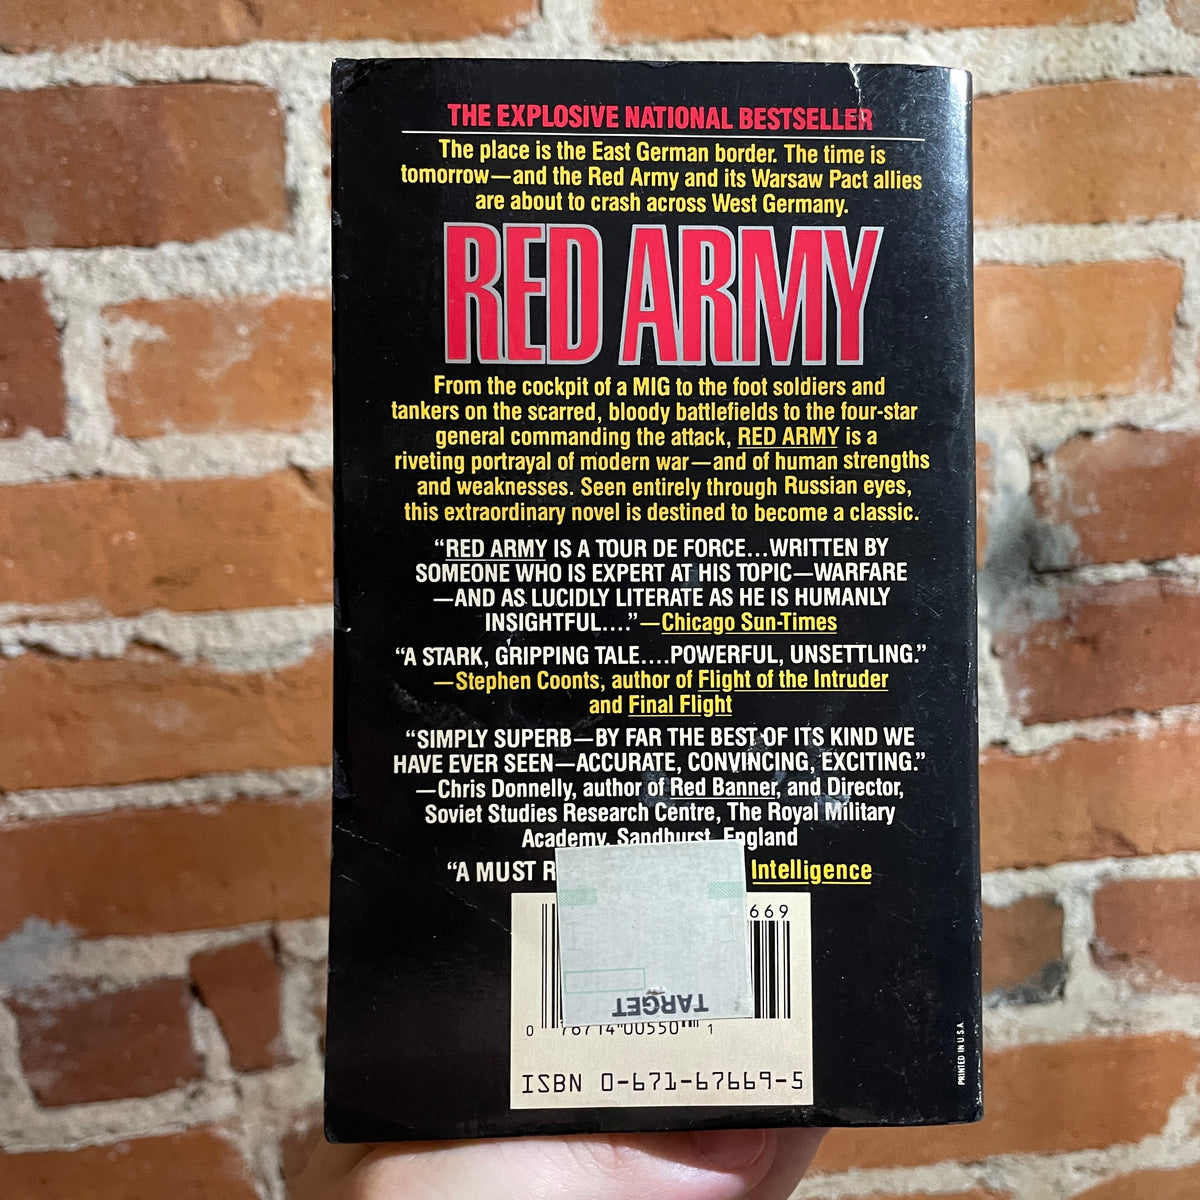 THE EXPLOSIVE NATIONAL BESTSELLER
The place is the East German border. The time is
tomorrow—and the Red Army and its Warsaw Pact allies
are about to crash across West Germany.
RED ARMY
From the cockpit of a MIG to the foot soldiers and
tankers on the scarred, bloody battlefields to the four-star
general commanding the attack, RED ARMY is a
riveting portrayal of modern war—and of human strengths
and weaknesses. Seen entirely through Russian eyes,
this extraordinary novel is destined to become a classic.
“RED ARMY IS A TOUR DE FORCE...WRITTEN BY
SOMEONE WHO IS EXPERT AT HIS TOPIC—WARFARE
—AND AS LUCIDLY LITERATE AS HE IS HUMANLY
INSIGHTFUL....”—Chicago Sun-Times
“A STARK, GRIPPING TALE....POWERFUL, UNSETTLING.”
—Stephen Coonts, author of Flight of the Intruder
and Final Flight
“SIMPLY SUPERB—BY FAR THE BEST OF ITS KIND WE
HAVE EVER SEEN—ACCURATE, CONVINCING, EXCITING.”
—Chris Donnelly, author of Red Banner, and Director,
Soviet Studies Research Centre, The Royal Military
Academy, Sandhurst, England
“A MUST Intelligence
669
TARGET
0 76714 00550 1
ISBN 0-671-67669-5
PRINTED IN U.S.A.